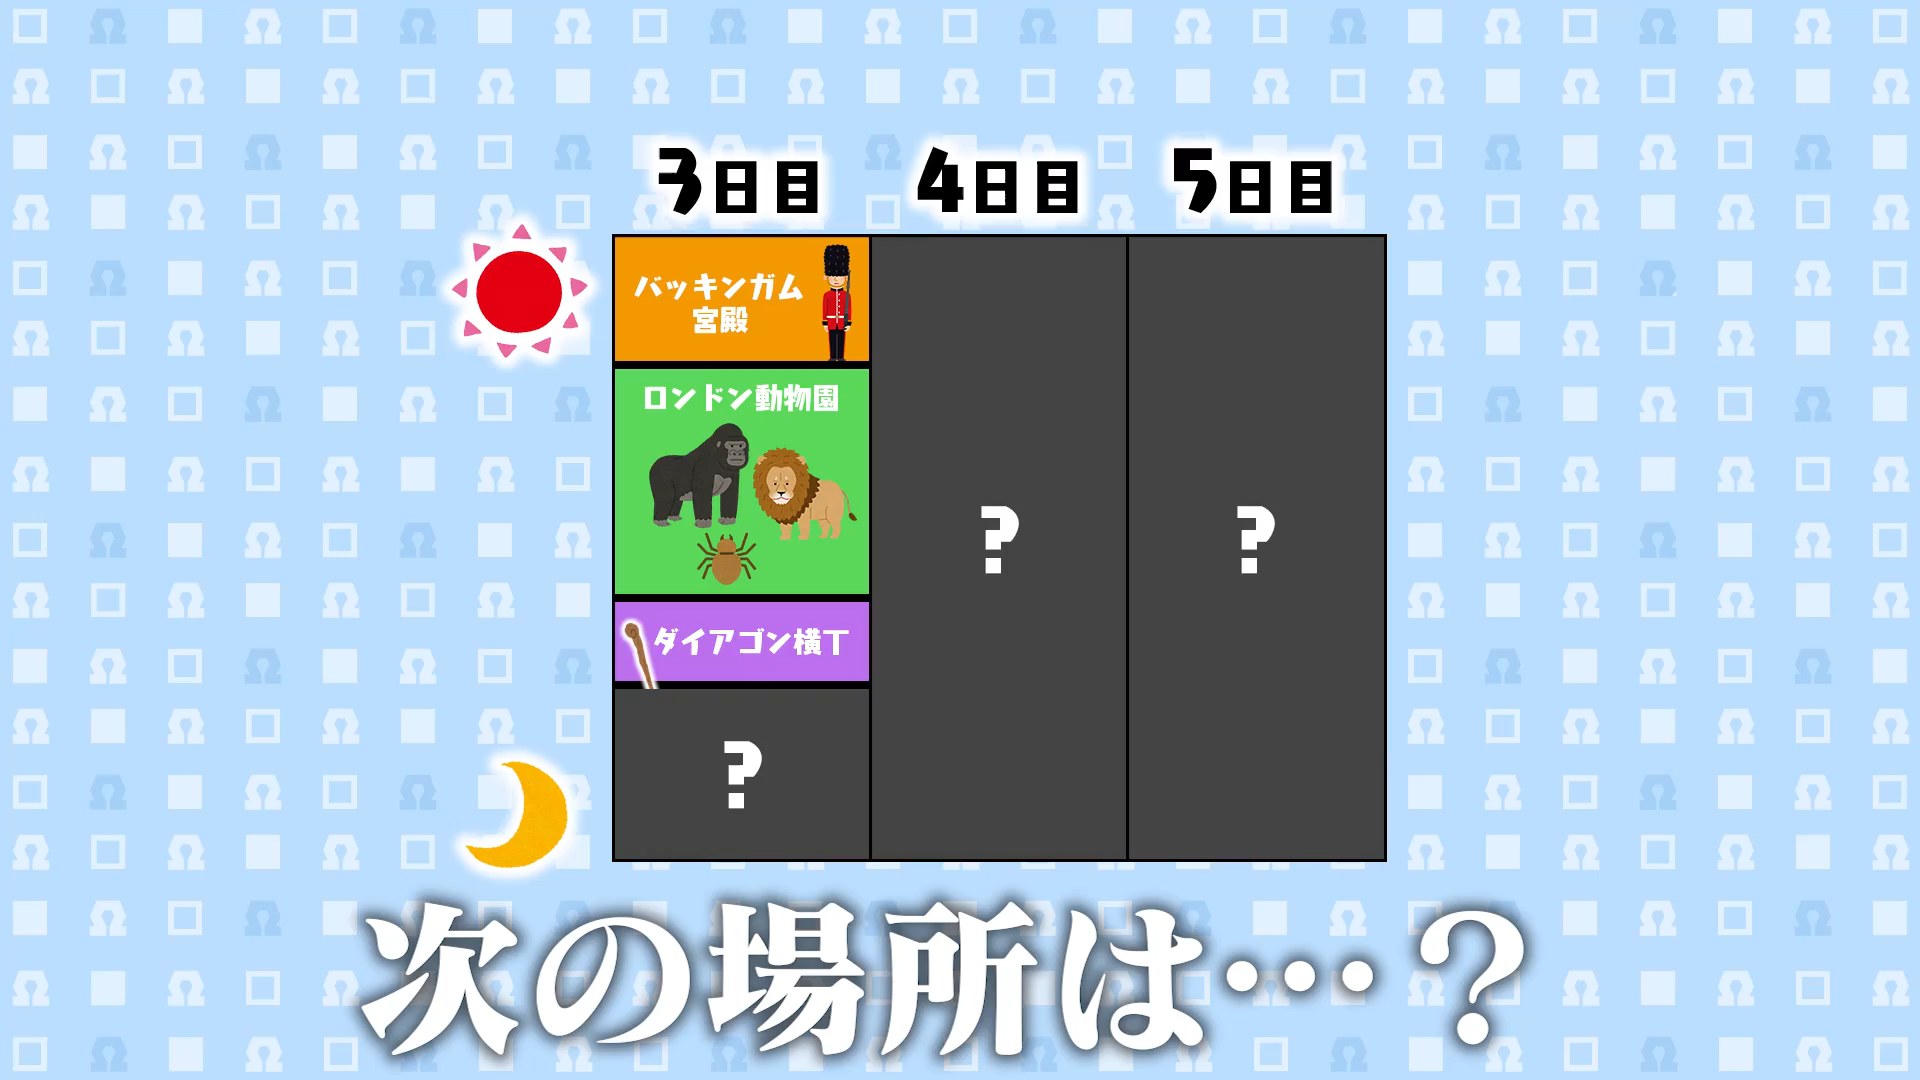 3日目 4日目 5日目
バッキンガム
宮殿
ロンドン動物園
?
?
ダイアゴン横丁
?
次の場所は…?